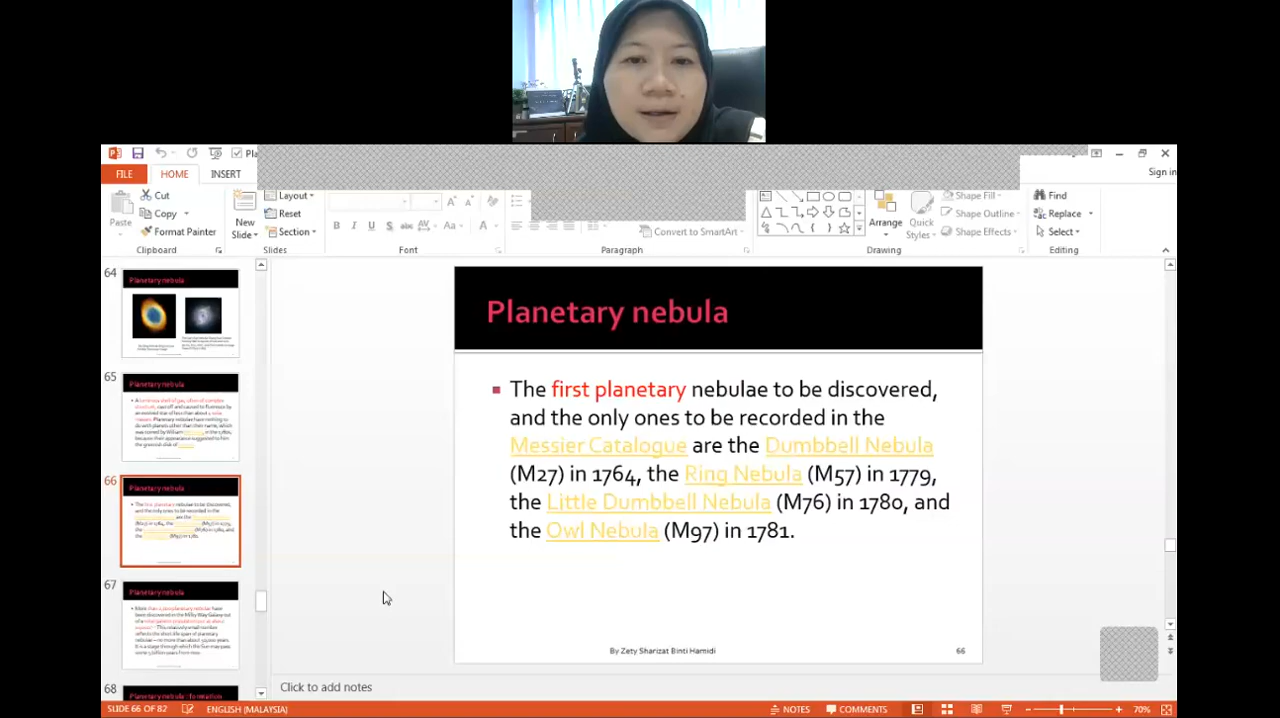 Pla
Sign in
FILE
HOME
INSERT
Cut
Copy
Format Painter
Paste
Clipboard
New
Slide
Layout
Reset
Section
Slides
B I U S abc AV Aa A
Font
Paragraph
Convert to SmartArt
Arrange
Quick
Styles
Shape Fill
Shape Outline
Shape Effects
Drawing
Find
Replace
Select
Editing
64
Planetary nebula
65
Planetary nebula
66
Planetary nebula
67
68
Planetary nebula -formation
Planetary nebula
The first planetary nebulae to be discovered,
and the only ones to be recorded in the
Messier Catalogue are the Dumbbell Nebula
(M27) in 1764, the Ring Nebula (M57) in 1779,
the Little Dumbbell Nebula (M76) in 1780, and
the Owl Nebula (M97) in 1781.
By Zety Sharizat Binti Hamidi
66
Click to add notes
SLIDE 66 OF 82
ENGLISH (MALAYSIA)
NOTES
COMMENTS
70%